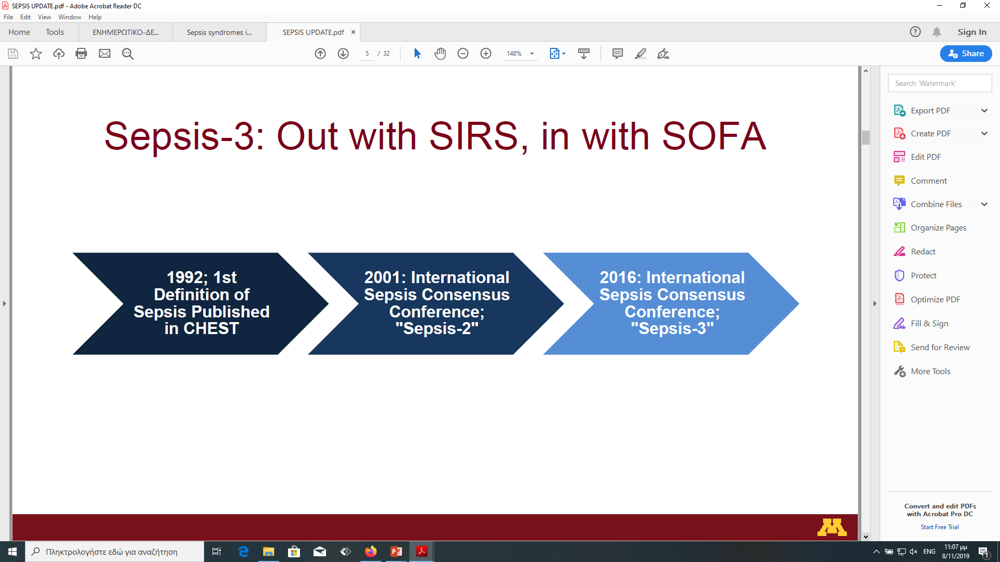 SEPSIS UPDATE.pdf - Adobe Acrobat Reader DC
File Edit View Window Help
Home Tools ΕΝΗΜΕΡΩΤΙΚΟ-ΔΕ... Sepsis syndromes i... SEPSIS UPDATE.pdf × Sign In
5 / 32 148% Share
Search 'Watermark'
Export PDF
Create PDF
Edit PDF
Comment
Combine Files
Organize Pages
Redact
Protect
Optimize PDF
Fill & Sign
Send for Review
More Tools
Convert and edit PDFs
with Acrobat Pro DC
Start Free Trial
Sepsis-3: Out with SIRS, in with SOFA
1992; 1st
Definition of
Sepsis Published
in CHEST
2001: International
Sepsis Consensus
Conference;
"Sepsis-2"
2016: International
Sepsis Consensus
Conference;
"Sepsis-3"
M
Πληκτρολογήστε εδώ για αναζήτηση
ENG
11:07 μμ
8/11/2019
1